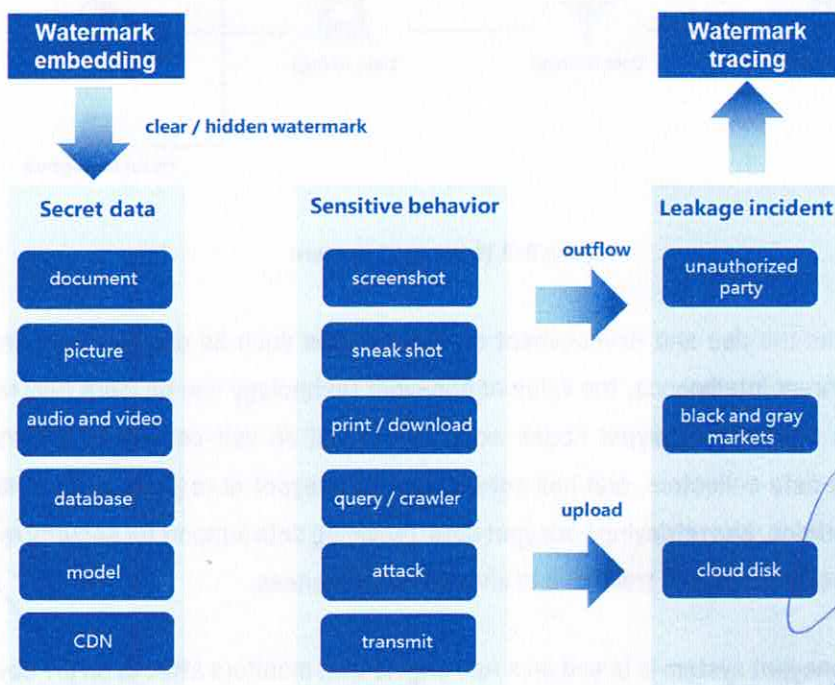 Watermark
embedding
Watermark
tracing
clear / hidden watermark
Secret data
document
picture
audio and video
database
model
CDN
Sensitive behavior
screenshot
sneak shot
print / download
query / crawler
attack
transmit
outflow
upload
Leakage incident
unauthorized
party
black and gray
markets
cloud disk